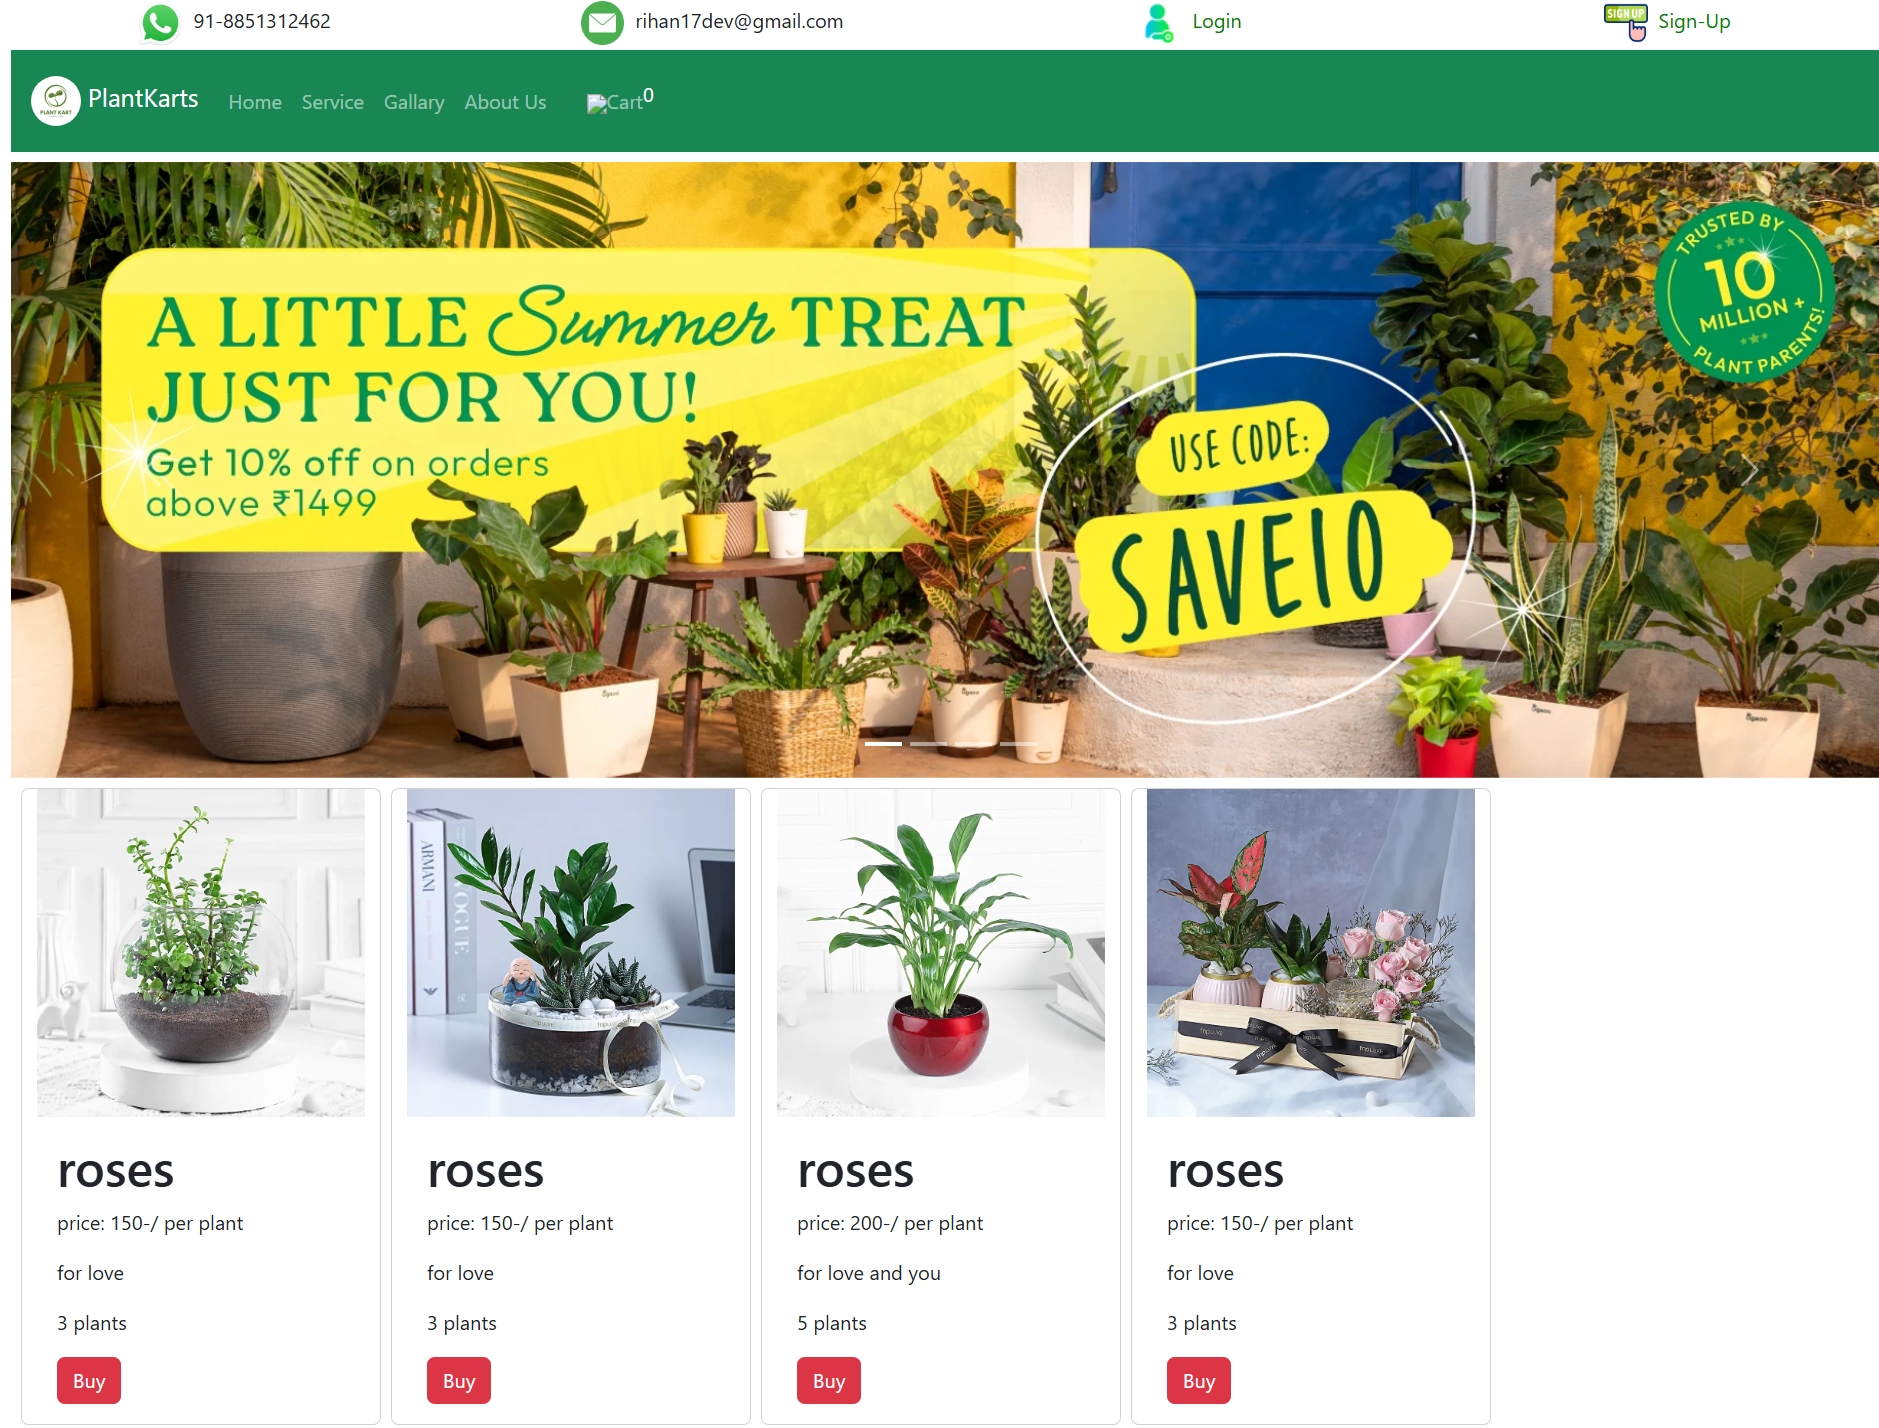 91-8851312462
rihan17dev@gmail.com
Login
SIGN UP
Sign-Up
PLANT KART
PlantKarts
Home
Service
Gallary
About Us
Cart
0
A LITTLE Summer TREAT
JUST FOR YOU!
Get 10% off on orders
above ₹1499
USE CODE:
SAVE10
TRUSTED BY
10
MILLION +
PLANT PARENTS!
ARMANI
VOGUE
roses
price: 150-/ per plant
for love
3 plants
Buy
roses
price: 150-/ per plant
for love
3 plants
Buy
roses
price: 200-/ per plant
for love and you
5 plants
Buy
roses
price: 150-/ per plant
for love
3 plants
Buy